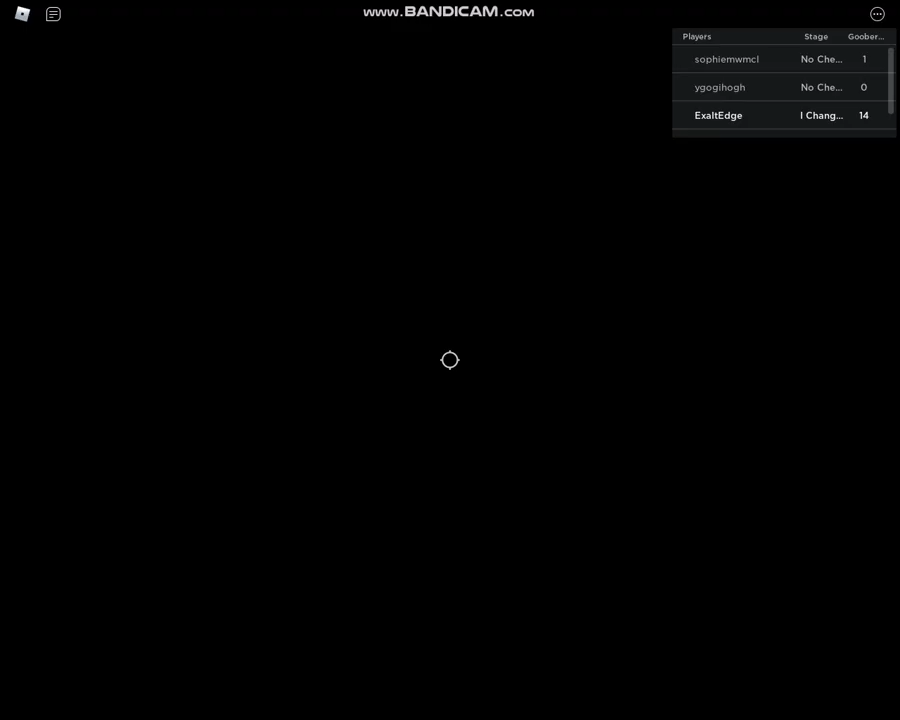 www.BANDICAM.com
Players Stage Goober...
sophiemwmcl No Che... 1
ygogihogh No Che... 0
ExaltEdge I Chang... 14